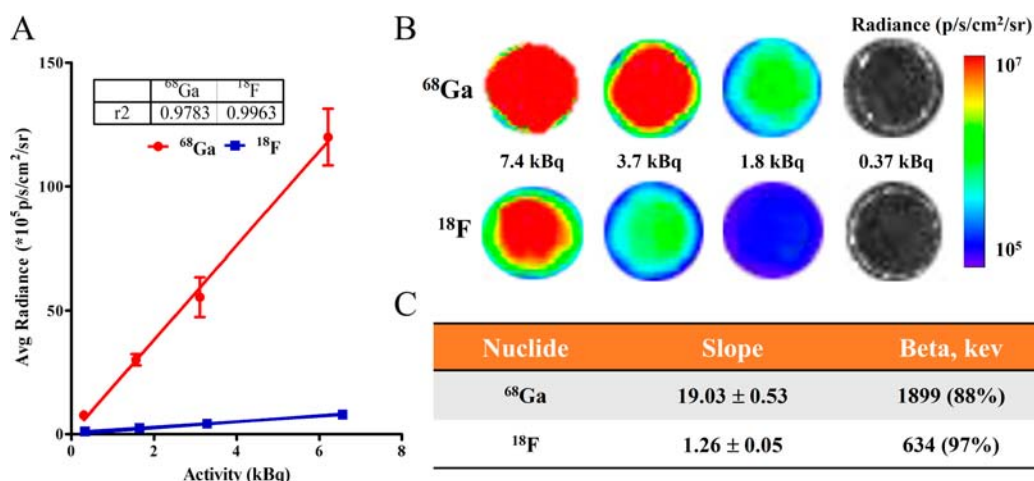 A
150
100
50
0
Avg Radiance (*10⁵p/s/cm²/sr)
⁶⁸Ga ¹⁸F
r2 0.9783 0.9963
⁶⁸Ga ¹⁸F
0 2 4 6 8
Activity (kBq)
B
Radiance (p/s/cm²/sr)
⁶⁸Ga
7.4 kBq 3.7 kBq 1.8 kBq 0.37 kBq
¹⁸F
10⁷
10⁵
C
Nuclide Slope Beta, kev
⁶⁸Ga 19.03 ± 0.53 1899 (88%)
¹⁸F 1.26 ± 0.05 634 (97%)